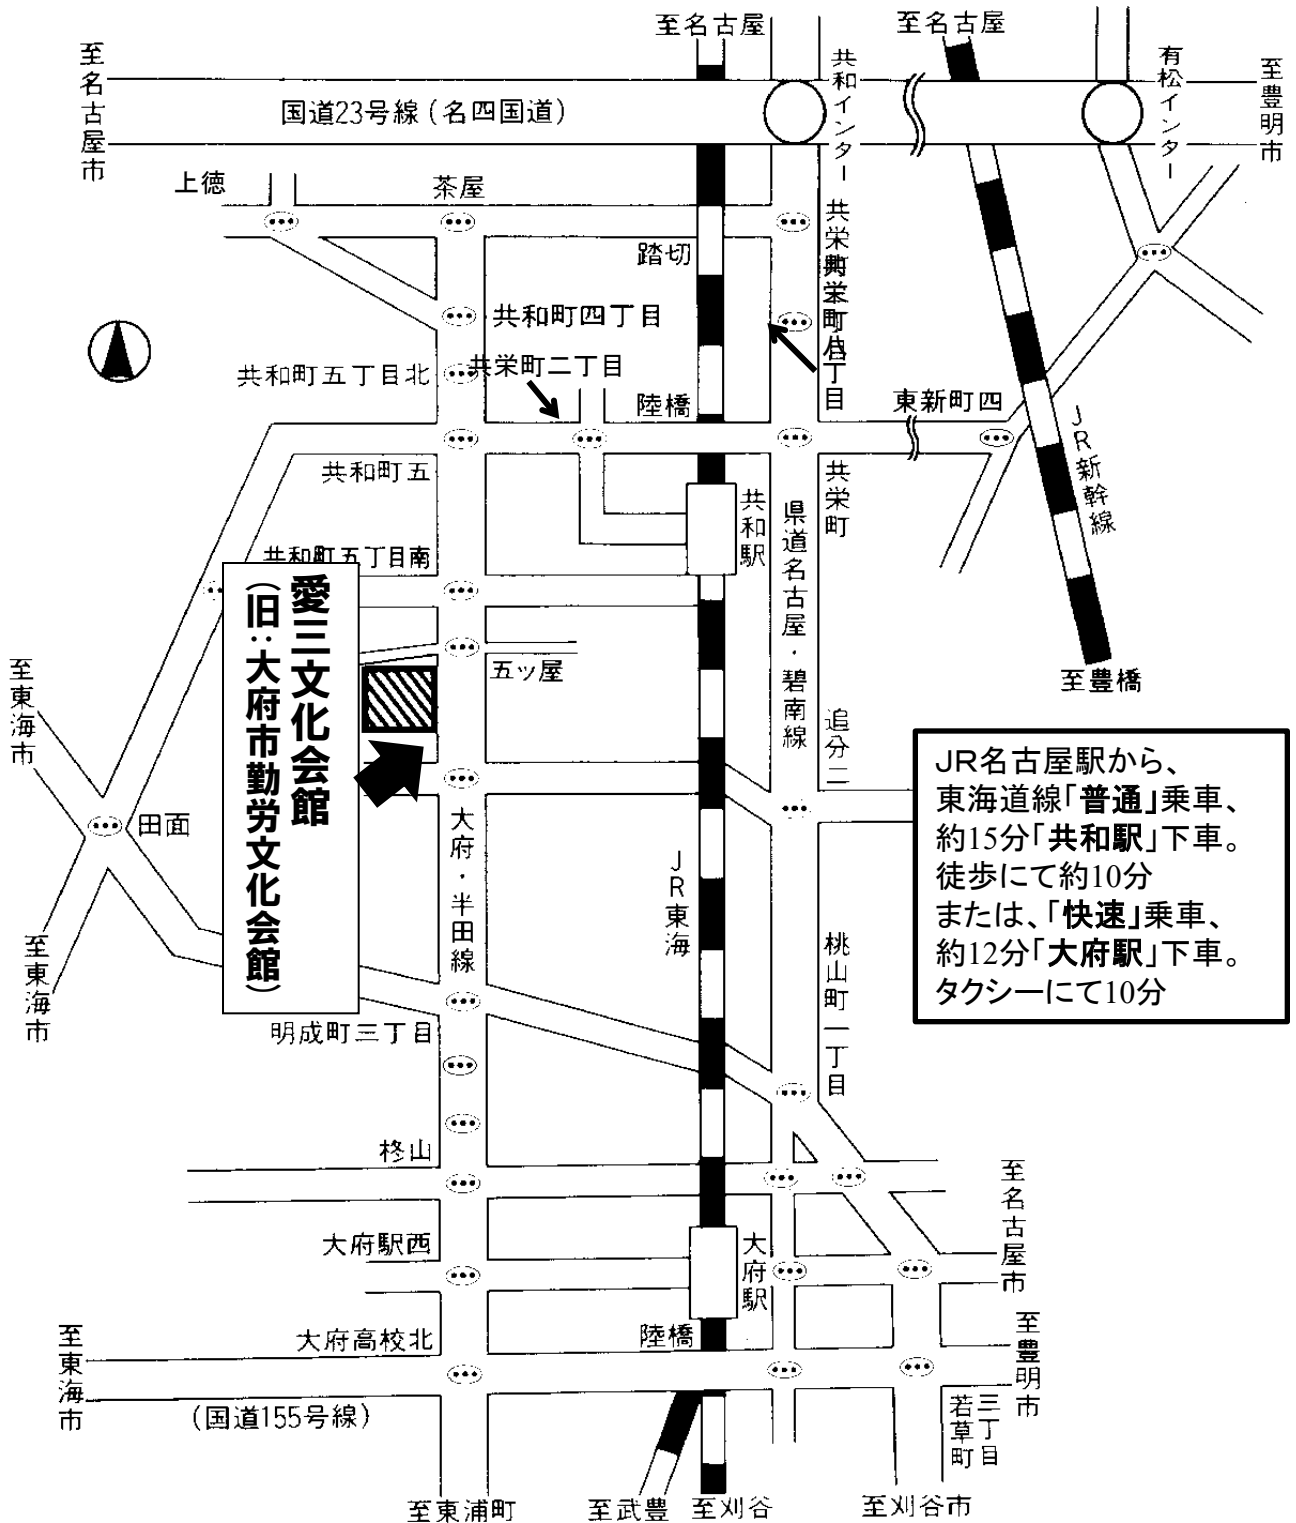 至名古屋
至名古屋
至名古屋市
国道23号線(名四国道)
共和インター
有松インター
至豊明市
上徳
茶屋
踏切
共和町四丁目
共和町五丁目北
共栄町二丁目
陸橋
共栄町八丁目
東新町四
共和町五
共和駅
県道名古屋・碧南線
共栄町
JR新幹線
共和町五丁目南
愛三文化会館
(旧:大府市勤労文化会館)
五ツ屋
至豊橋
至東海市
追分二
田面
大府・半田線
JR東海
JR名古屋駅から、
東海道線「普通」乗車、
約15分「共和駅」下車。
徒歩にて約10分
または、「快速」乗車、
約12分「大府駅」下車。
タクシーにて10分
至東海市
桃山町一丁目
明成町三丁目
柊山
至名古屋市
大府駅西
大府駅
大府高校北
陸橋
至東海市
至豊明市
(国道155号線)
若草町三丁目
至東浦町
至武豊
至刈谷
至刈谷市